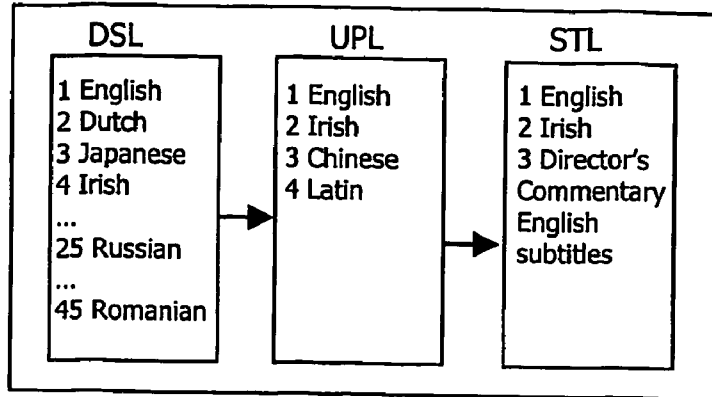 DSL
1 English
2 Dutch
3 Japanese
4 Irish
...
25 Russian
...
45 Romanian
UPL
1 English
2 Irish
3 Chinese
4 Latin
STL
1 English
2 Irish
3 Director's
Commentary
English
subtitles